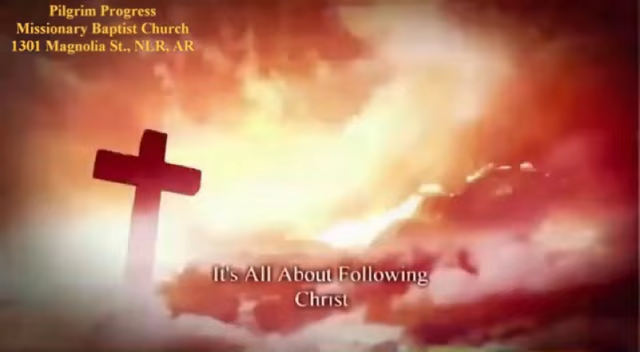 Pilgrim Progress
Missionary Baptist Church
1301 Magnolia St., NLR, AR
It's All About Following
Christ